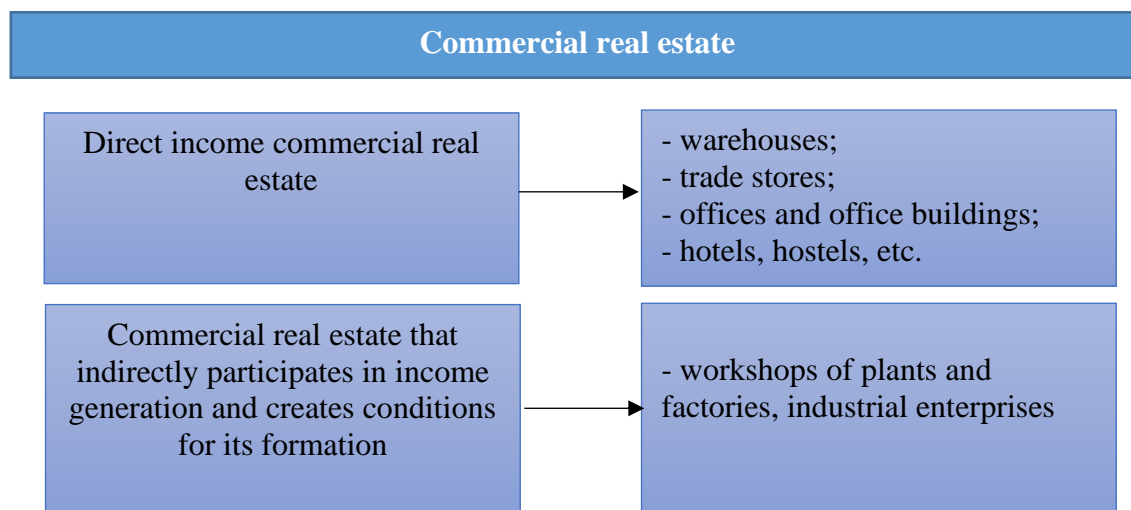 Commercial real estate
Direct income commercial real
estate
- warehouses;
- trade stores;
- offices and office buildings;
- hotels, hostels, etc.
Commercial real estate that
indirectly participates in income
generation and creates conditions
for its formation
- workshops of plants and
factories, industrial enterprises